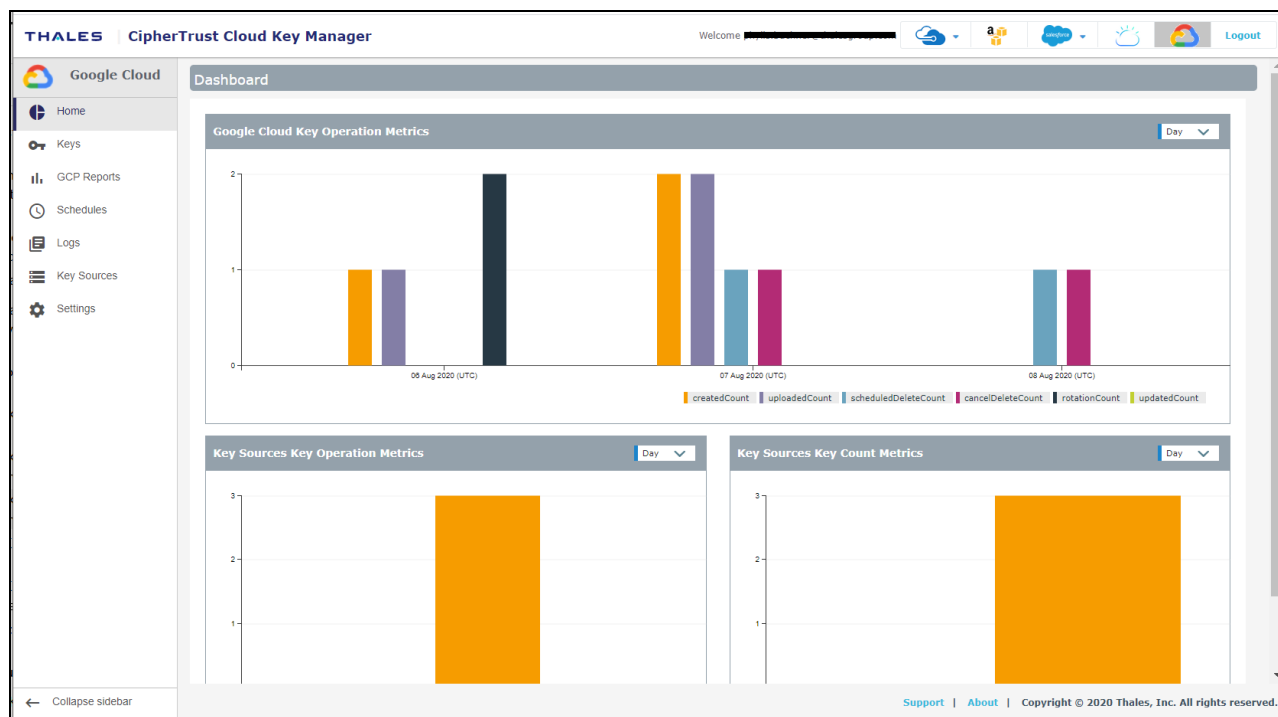 THALES CipherTrust Cloud Key Manager
Welcome
a
salesforce
Logout
Google Cloud
Home
Keys
GCP Reports
Schedules
Logs
Key Sources
Settings
Collapse sidebar
Dashboard
Google Cloud Key Operation Metrics
Day
2
1
0
06 Aug 2020 (UTC) 07 Aug 2020 (UTC) 08 Aug 2020 (UTC)
createdCount uploadedCount scheduledDeleteCount cancelDeleteCount rotationCount updatedCount
Key Sources Key Operation Metrics
Day
3
2
1
Key Sources Key Count Metrics
Day
3
2
1
Support | About | Copyright © 2020 Thales, Inc. All rights reserved.